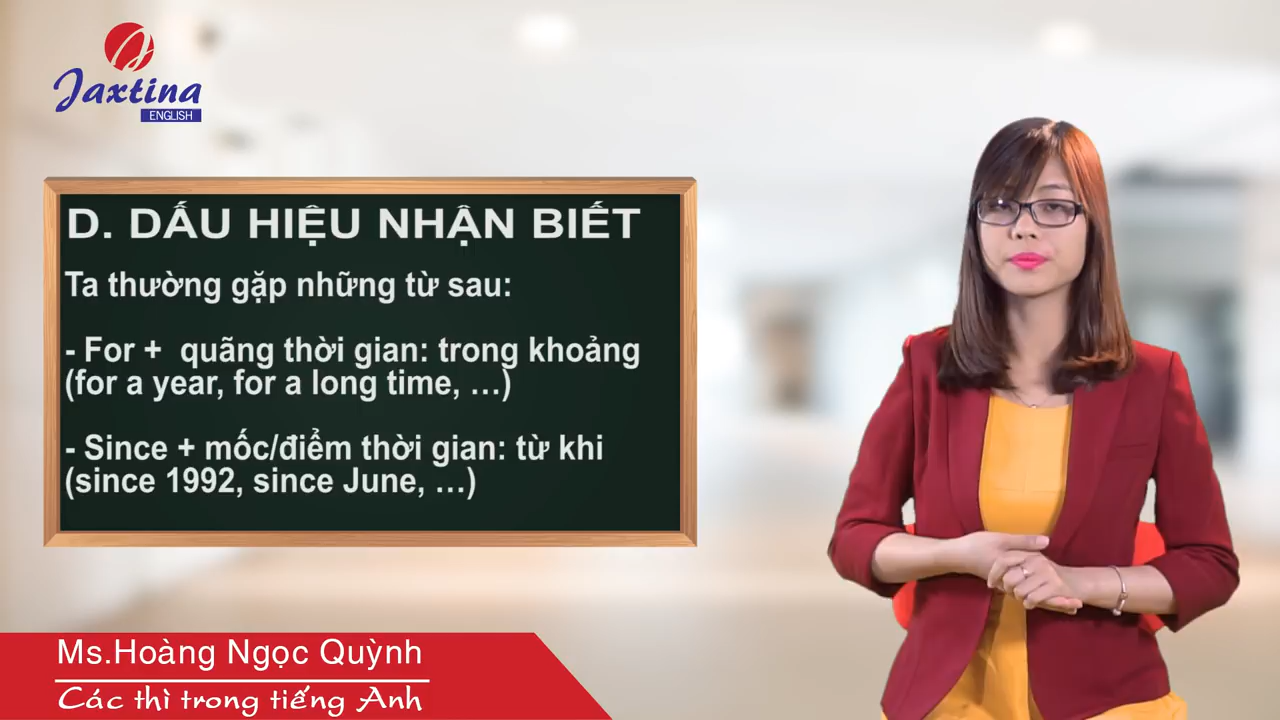 Jaxtina
ENGLISH
D. DẤU HIỆU NHẬN BIẾT
Ta thường gặp những từ sau:
- For + quãng thời gian: trong khoảng
(for a year, for a long time, …)
- Since + mốc/điểm thời gian: từ khi
(since 1992, since June, …)
Ms.Hoàng Ngọc Quỳnh
Các thì trong tiếng Anh